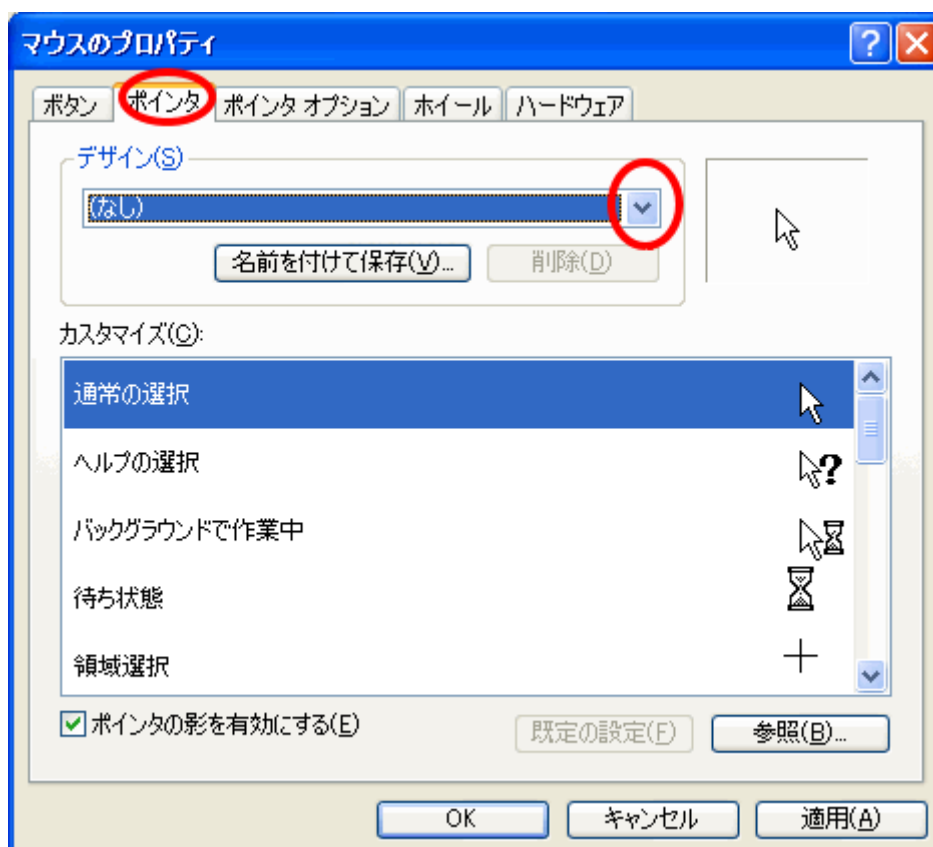 マウスのプロパティ
ボタン ポインタ ポインタ オプション ホイール ハードウェア
デザイン(S)
(なし)
名前を付けて保存(V)... 削除(D)
カスタマイズ(C):
通常の選択
ヘルプの選択
バックグラウンドで作業中
待ち状態
領域選択
ポインタの影を有効にする(E) 既定の設定(F) 参照(B)...
OK キャンセル 適用(A)